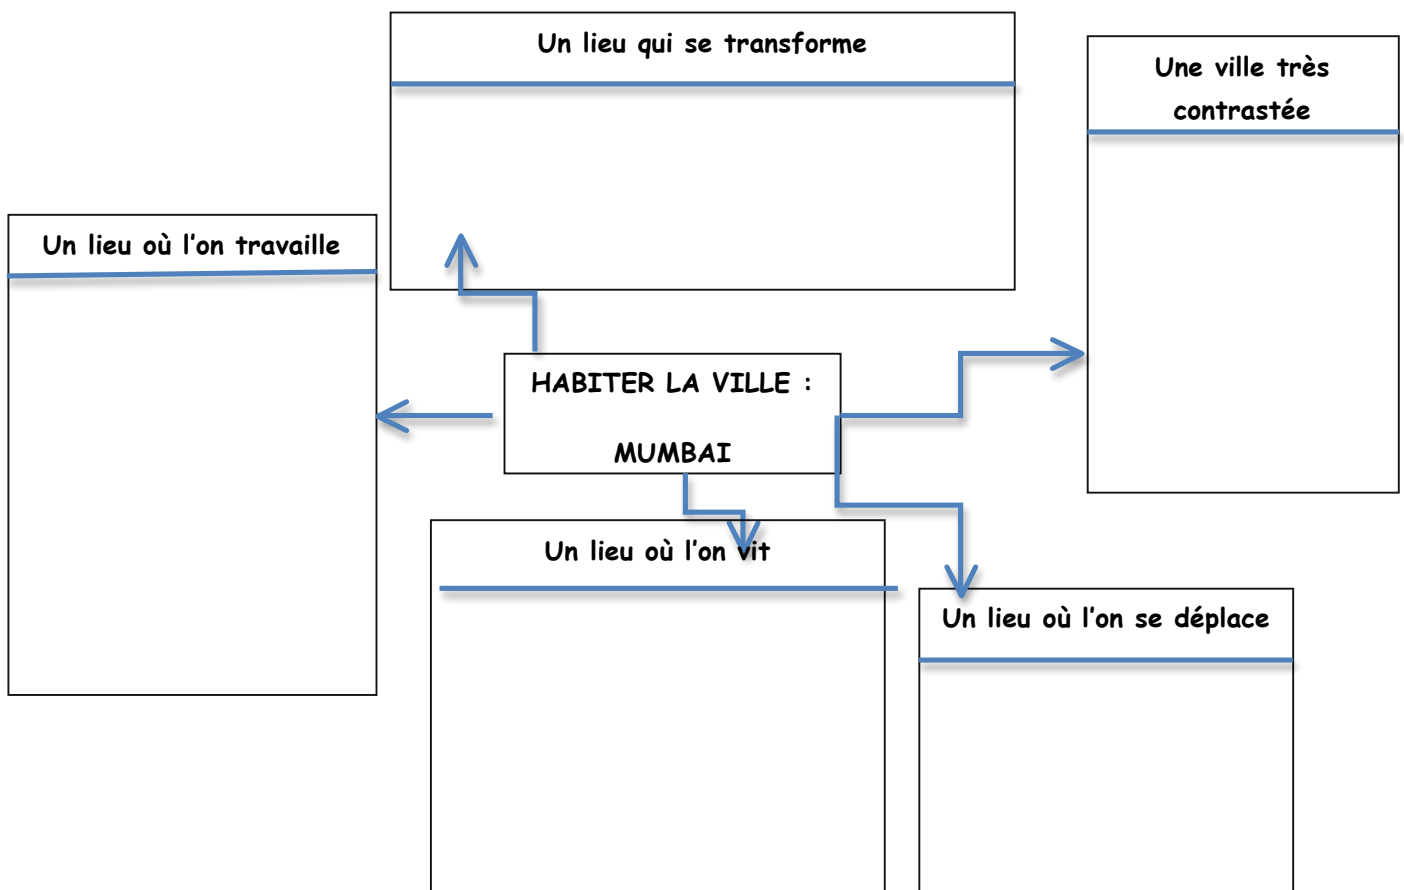 Un lieu qui se transforme
Une ville très
contrastée
Un lieu où l'on travaille
HABITER LA VILLE :
MUMBAI
Un lieu où l'on vit
Un lieu où l'on se déplace